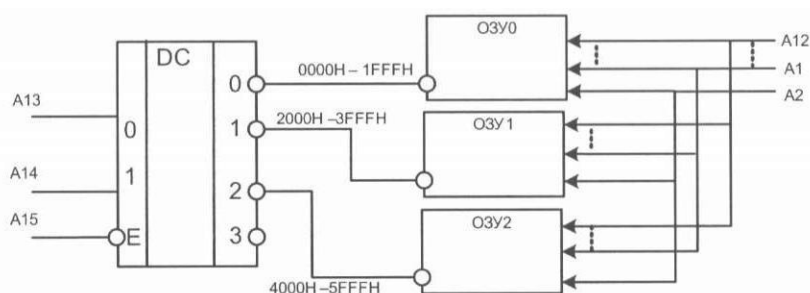 DC
A13
A14
A15
0
1
E
0
1
2
3
0000H – 1FFFH
2000H –3FFFH
4000H –5FFFH
ОЗУ0
ОЗУ1
ОЗУ2
A12
A1
A2